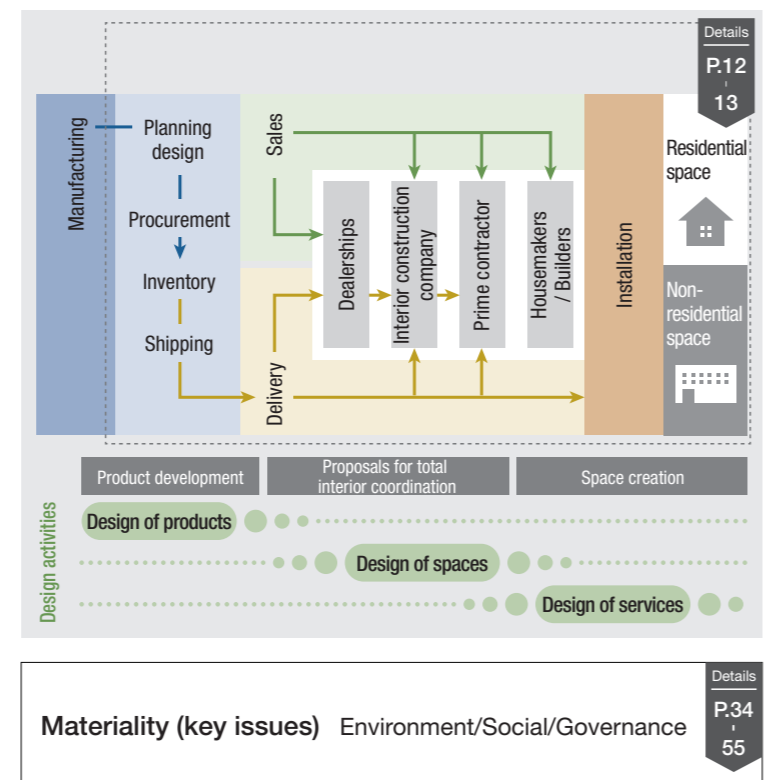 Details
P.12
-
13
Manufacturing
Planning
design
Procurement
Inventory
Shipping
Sales
Delivery
Dealerships
Interior construction
company
Prime contractor
Housemakers
/ Builders
Installation
Residential
space
Non-
residential
space
Product development
Proposals for total
interior coordination
Space creation
Design activities
Design of products
Design of spaces
Design of services
Materiality (key issues) Environment/Social/Governance
Details
P.34
-
55